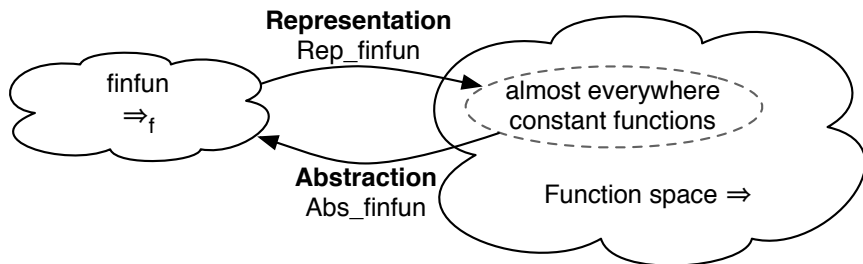 Representation
Rep_finfun
finfun
⇒f
almost everywhere
constant functions
Abstraction
Abs_finfun
Function space ⇒